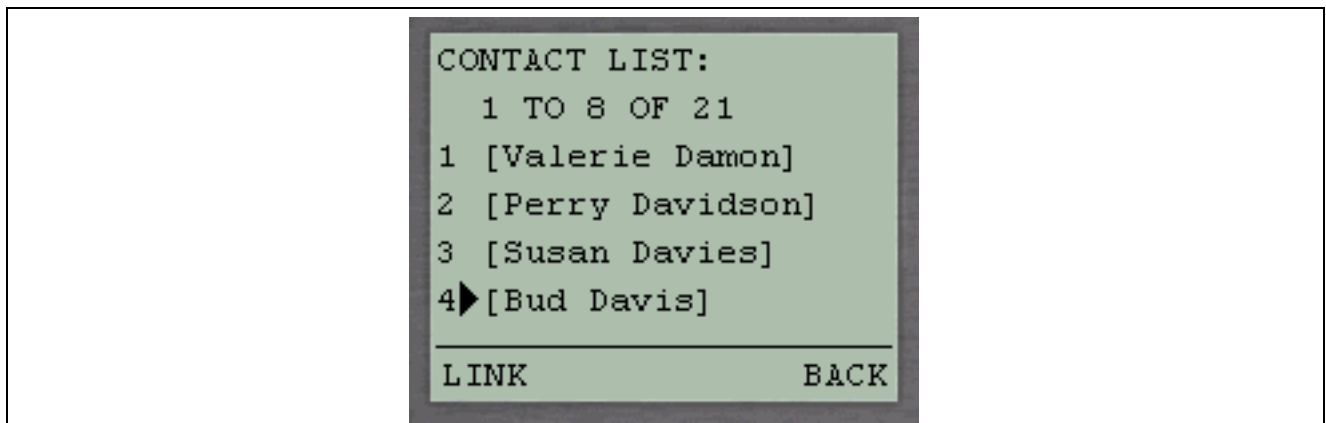 CONTACT LIST:
1 TO 8 OF 21
1 [Valerie Damon]
2 [Perry Davidson]
3 [Susan Davies]
4 [Bud Davis]
LINK BACK